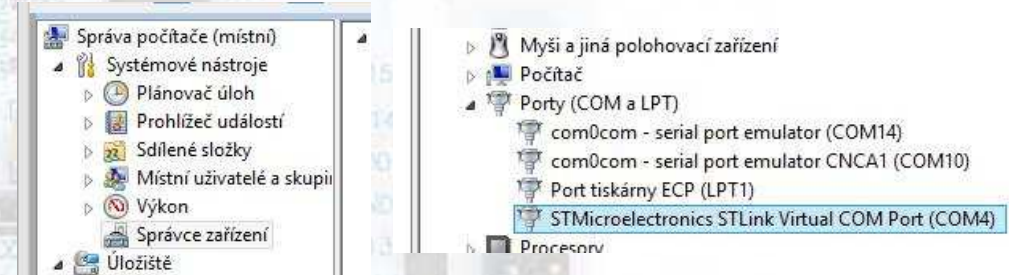 Správa počítače (místní)
Systémové nástroje
Plánovač úloh
Prohlížeč událostí
Sdílené složky
Místní uživatelé a skupin
Výkon
Správce zařízení
Úložiště
Myši a jiná polohovací zařízení
Počítač
Porty (COM a LPT)
com0com - serial port emulator (COM14)
com0com - serial port emulator CNCA1 (COM10)
Port tiskárny ECP (LPT1)
STMicroelectronics STLink Virtual COM Port (COM4)
Procesory